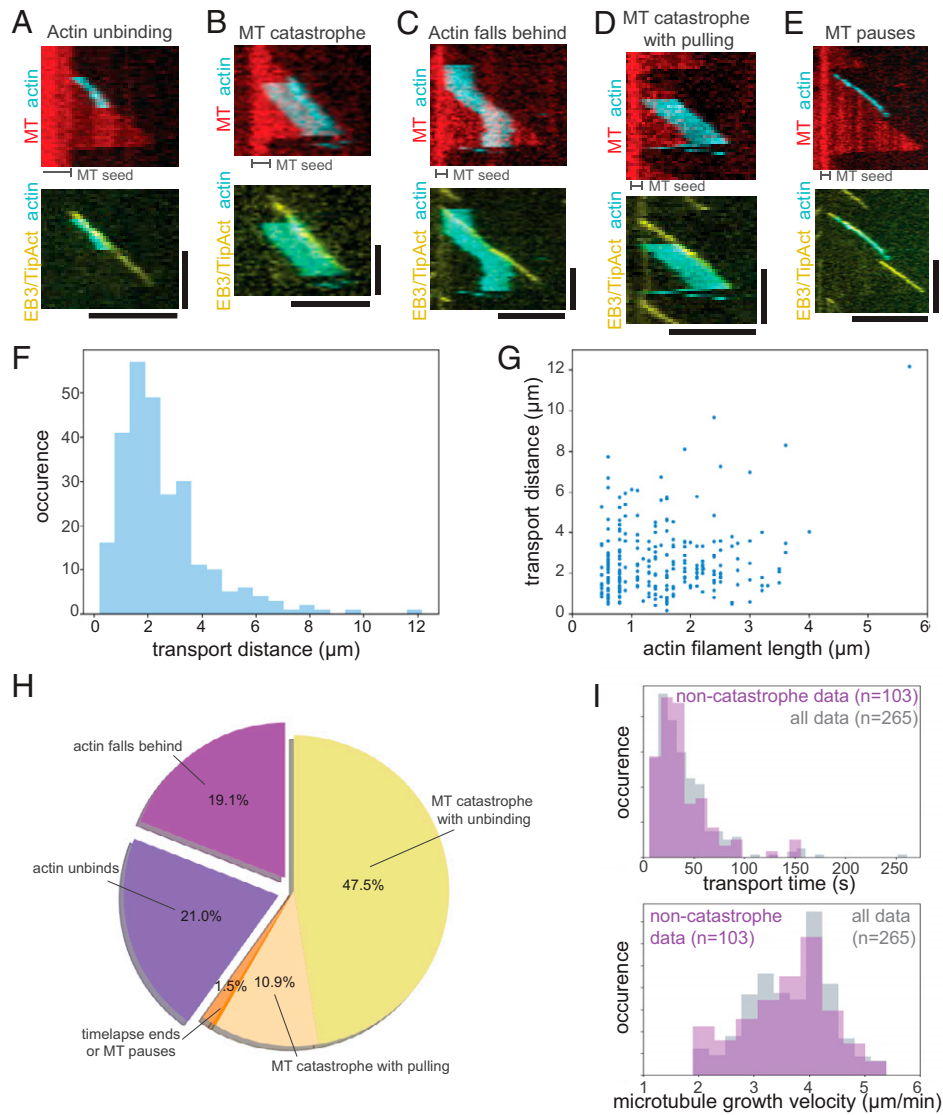 A
Actin unbinding
MT actin
MT seed
EB3/TipAct actin
B
MT catastrophe
MT actin
MT seed
EB3/TipAct actin
C
Actin falls behind
MT actin
MT seed
EB3/TipAct actin
D
MT catastrophe
with pulling
MT actin
MT seed
EB3/TipAct actin
E
MT pauses
MT actin
MT seed
EB3/TipAct actin
F
occurence
50
40
30
20
10
0
0 2 4 6 8 10 12
transport distance (μm)
G
transport distance (μm)
12
10
8
6
4
2
0
0 1 2 3 4 5 6
actin filament length (μm)
H
actin falls behind
19.1%
MT catastrophe
with unbinding
47.5%
actin unbinds
21.0%
1.5%
10.9%
timelapse ends
or MT pauses
MT catastrophe with pulling
I
non-catastrophe data (n=103)
all data (n=265)
occurence
0 50 100 150 200 250
transport time (s)
non-catastrophe
data (n=103)
all data
(n=265)
occurence
1 2 3 4 5 6
microtubule growth velocity (μm/min)